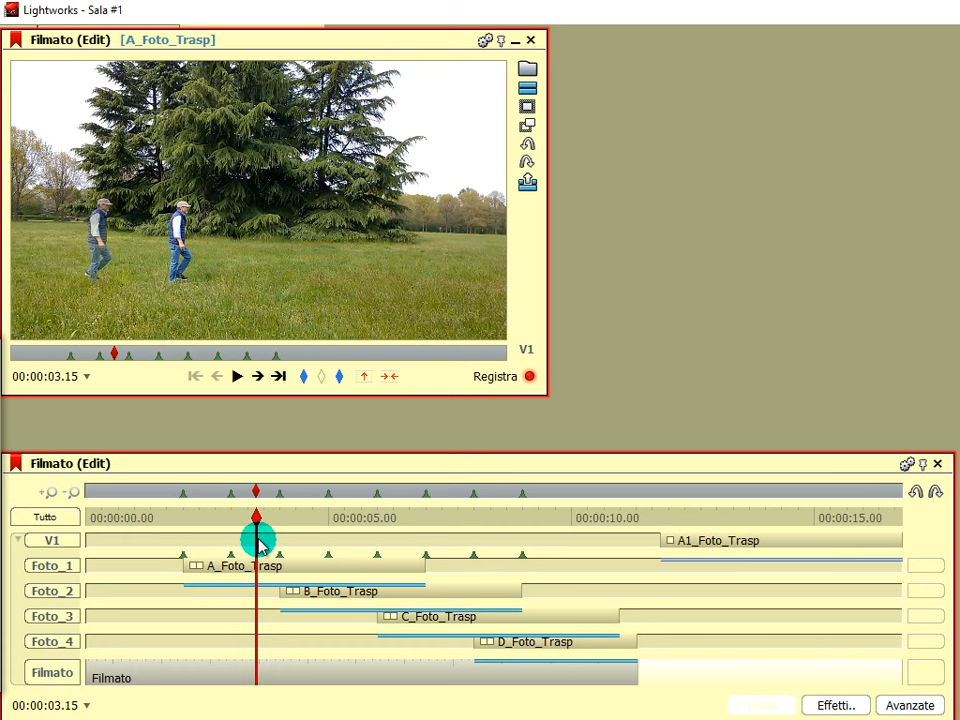 Lightworks - Sala #1
Filmato (Edit) [A_Foto_Trasp]
V1
00:00:03.15
Registra
Filmato (Edit)
Tutto
00:00:00.00
00:00:05.00
00:00:10.00
00:00:15.00
V1
A1_Foto_Trasp
Foto_1
A_Foto_Trasp
Foto_2
B_Foto_Trasp
Foto_3
C_Foto_Trasp
Foto_4
D_Foto_Trasp
Filmato
Filmato
00:00:03.15
Effetti..
Avanzate